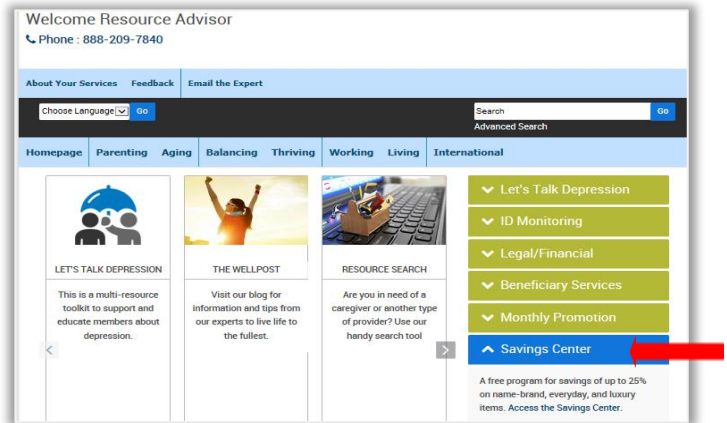 Welcome Resource Advisor
Phone : 888-209-7840
About Your Services Feedback Email the Expert
Choose Language Go
Search Go
Advanced Search
Homepage Parenting Aging Balancing Thriving Working Living International
LET'S TALK DEPRESSION
This is a multi-resource
toolkit to support and
educate members about
depression.
THE WELLPOST
Visit our blog for
information and tips from
our experts to live life to
the fullest.
RESOURCE SEARCH
Are you in need of a
caregiver or another type
of provider? Use our
handy search tool
Let's Talk Depression
ID Monitoring
Legal/Financial
Beneficiary Services
Monthly Promotion
Savings Center
A free program for savings of up to 25%
on name-brand, everyday, and luxury
items. Access the Savings Center.